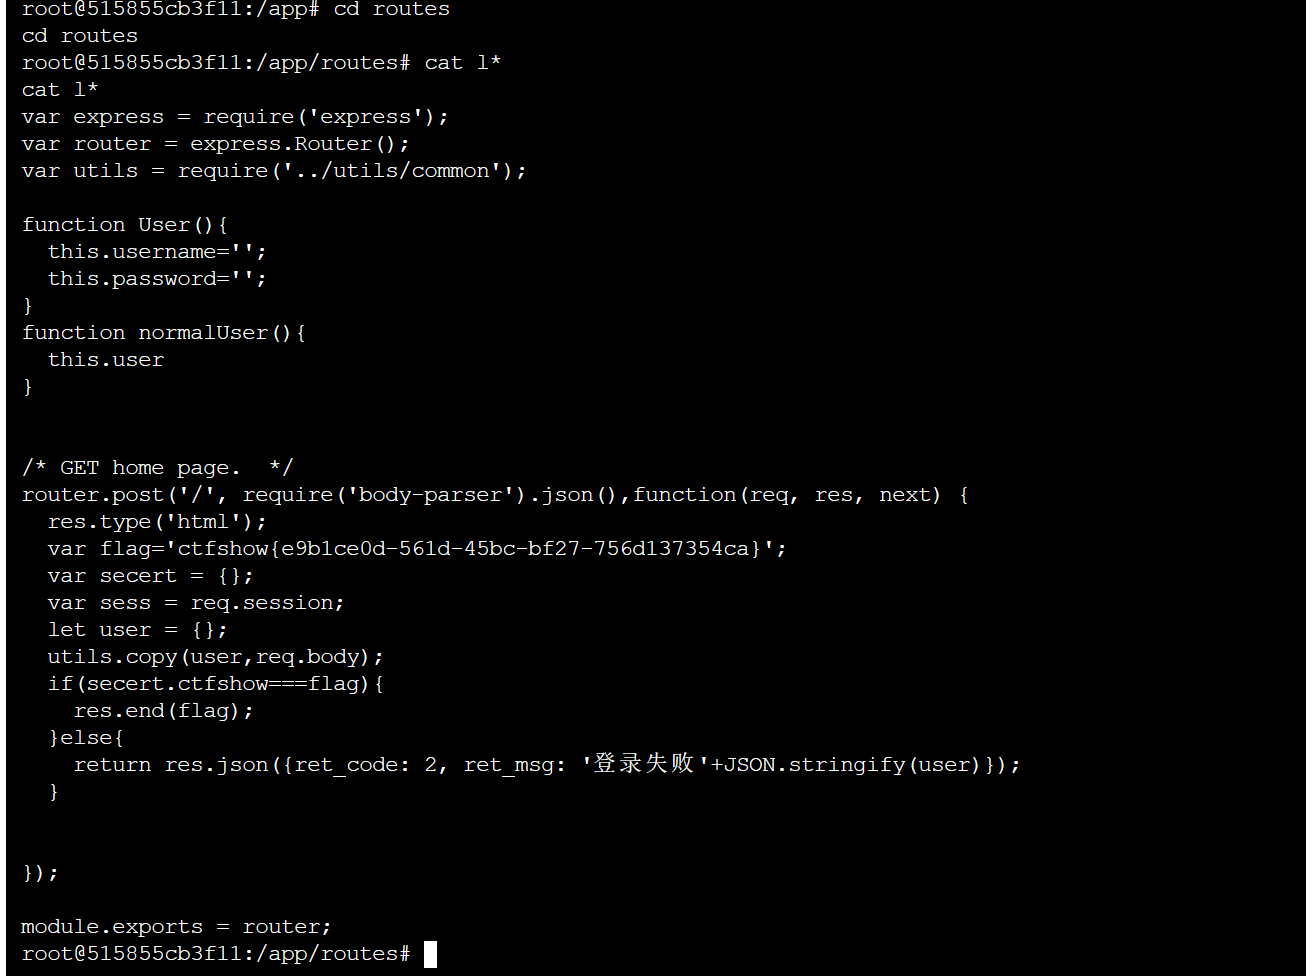 root@515855cb3f11:/app# cd routes
cd routes
root@515855cb3f11:/app/routes# cat l*
cat l*
var express = require('express');
var router = express.Router();
var utils = require('../utils/common');
function User(){
  this.username='';
  this.password='';
}
function normalUser(){
  this.user
}
/* GET home page.  */
router.post('/', require('body-parser').json(),function(req, res, next) {
  res.type('html');
  var flag='ctfshow{e9b1ce0d-561d-45bc-bf27-756d137354ca}';
  var secert = {};
  var sess = req.session;
  let user = {};
  utils.copy(user,req.body);
  if(secert.ctfshow===flag){
    res.end(flag);
  }else{
    return res.json({ret_code: 2, ret_msg: '登录失败'+JSON.stringify(user)});
  }
});
module.exports = router;
root@515855cb3f11:/app/routes#